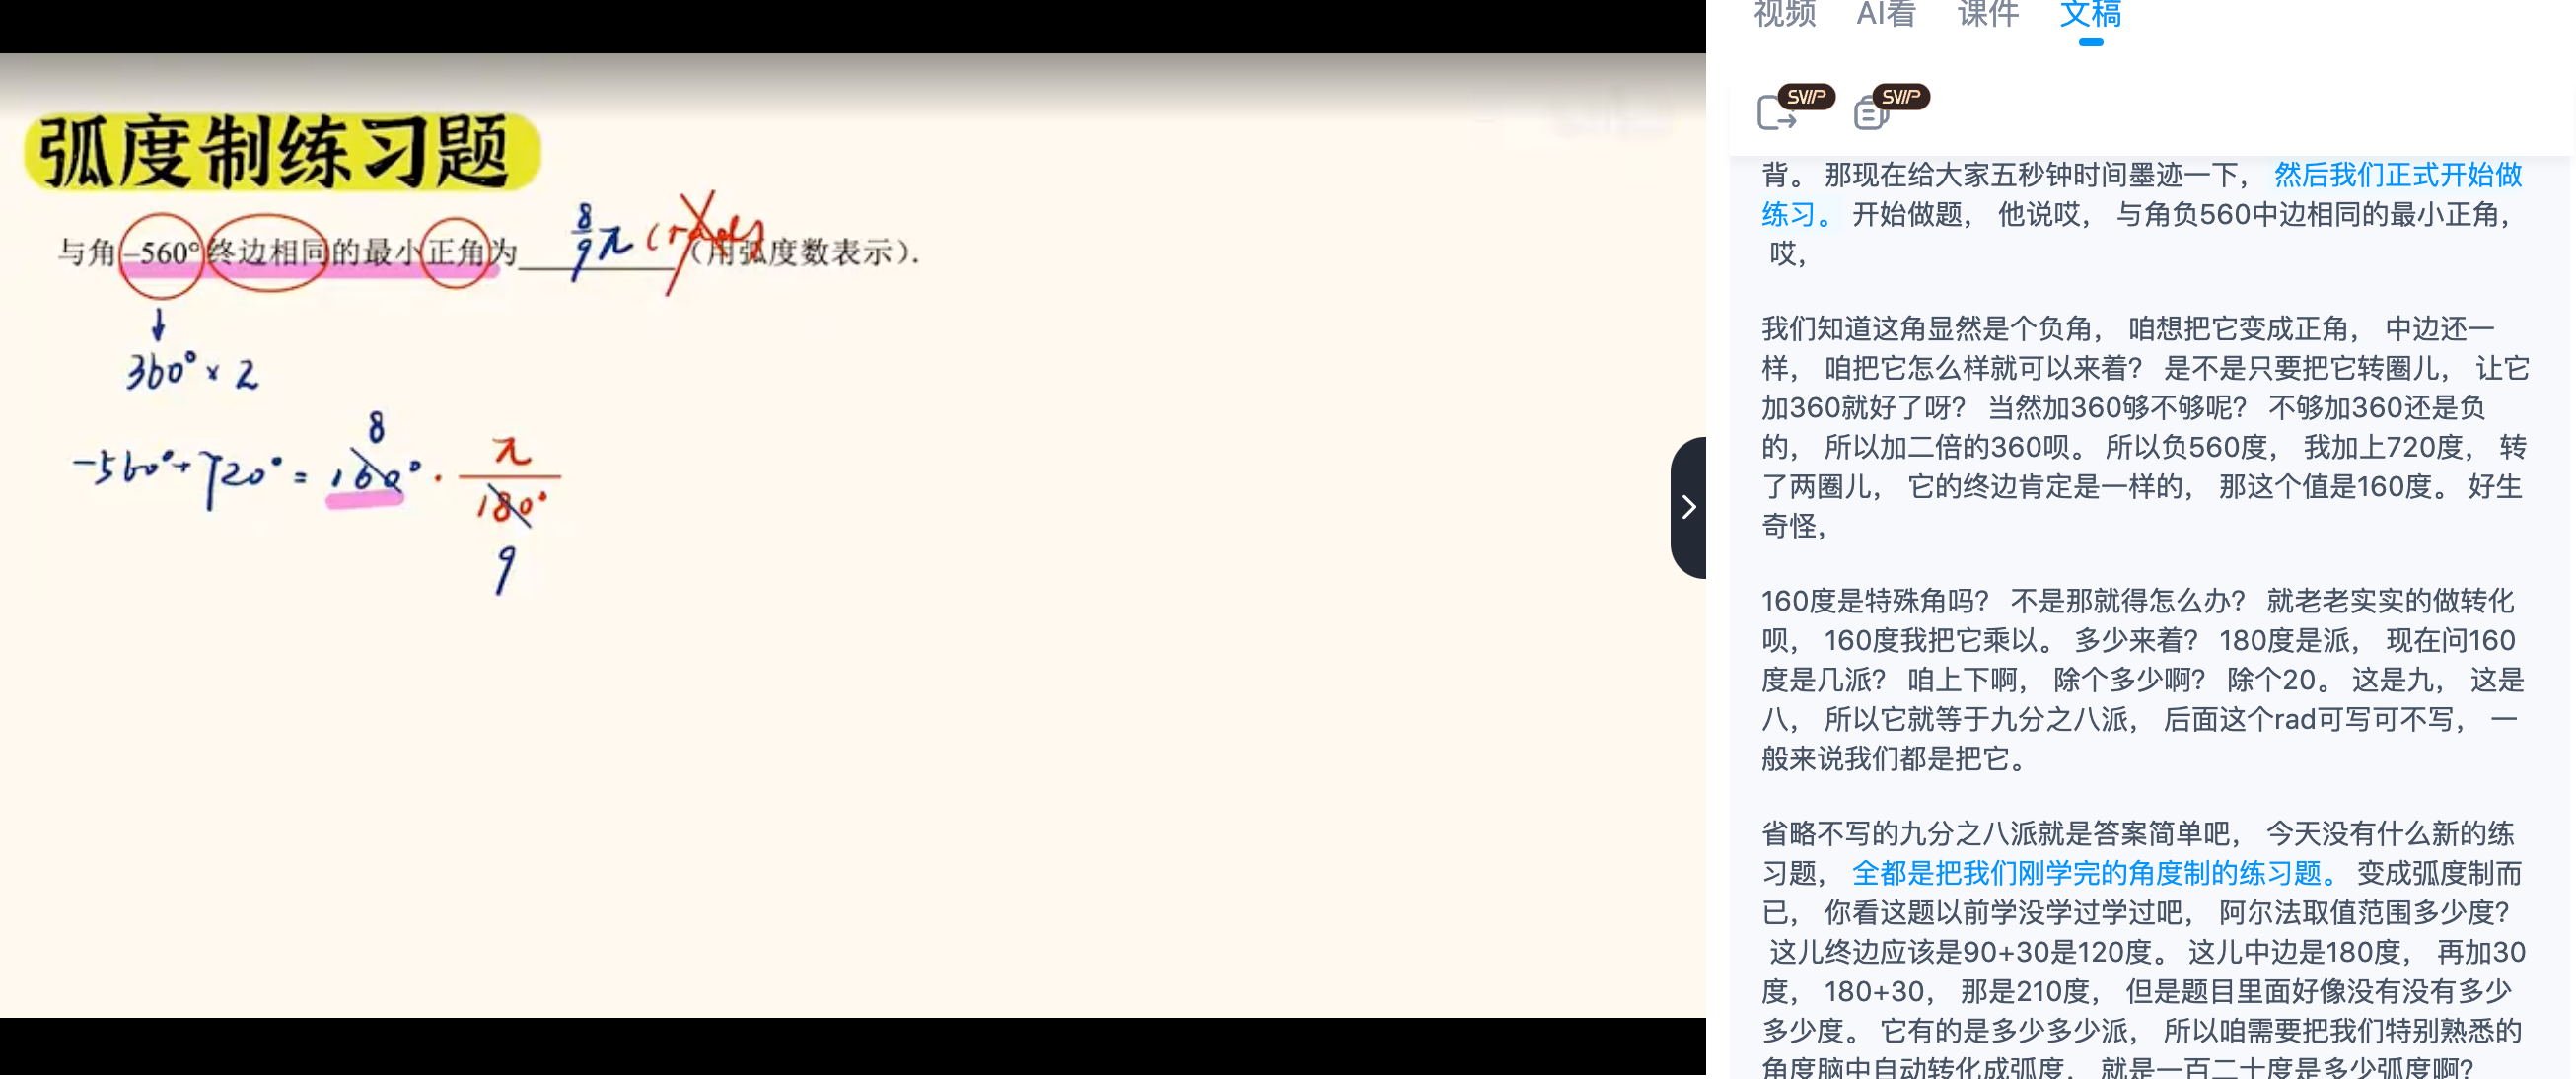 弧度制练习题
与角-560°终边相同的最小正角为 8/9 π (rad) (用弧度数表示).
↓
360° × 2
8
-560°+720° = 160° · π/180°
9
视频 AI看 课件 文稿
SVIP SVIP
背。 那现在给大家五秒钟时间墨迹一下, 然后我们正式开始做
练习。 开始做题, 他说哎, 与角负560中边相同的最小正角,
哎,
我们知道这角显然是个负角, 咱想把它变成正角, 中边还一
样, 咱把它怎么样就可以来着? 是不是只要把它转圈儿, 让它
加360就好了呀? 当然加360够不够呢? 不够加360还是负
的, 所以加二倍的360呗。 所以负560度, 我加上720度, 转
了两圈儿, 它的终边肯定是一样的, 那这个值是160度。 好生
奇怪,
160度是特殊角吗? 不是那就得怎么办? 就老老实实的做转化
呗, 160度我把它乘以。 多少来着? 180度是派, 现在问160
度是几派? 咱上下啊, 除个多少啊? 除个20。 这是九, 这是
八, 所以它就等于九分之八派, 后面这个rad可写可不写, 一
般来说我们都是把它。
省略不写的九分之八派就是答案简单吧, 今天没有什么新的练
习题, 全都是把我们刚学完的角度制的练习题。 变成弧度制而
已, 你看这题以前学没学过学过吧, 阿尔法取值范围多少度?
这儿终边应该是90+30是120度。 这儿中边是180度, 再加30
度, 180+30, 那是210度, 但是题目里面好像没有没有多少
多少度。 它有的是多少多少派, 所以咱需要把我们特别熟悉的
角度脑中自动转化成弧度, 就是一百二十度是多少弧度啊?